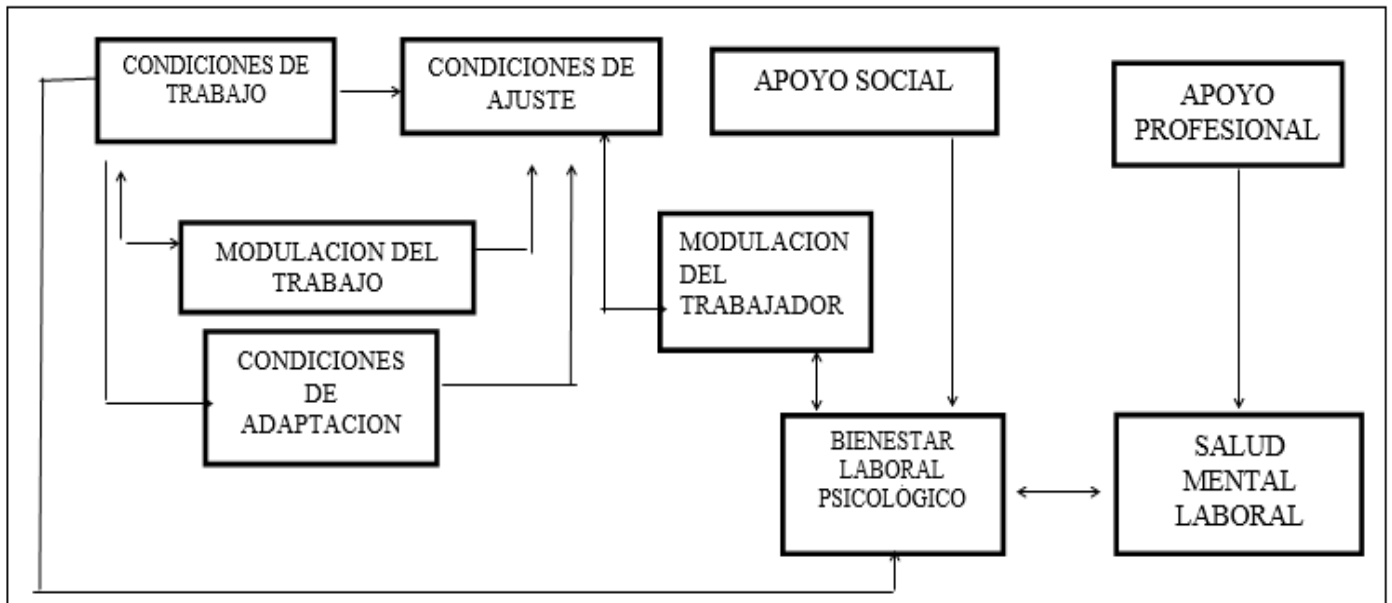 CONDICIONES DE
TRABAJO
CONDICIONES DE
AJUSTE
APOYO SOCIAL
APOYO
PROFESIONAL
MODULACION DEL
TRABAJO
MODULACION
DEL
TRABAJADOR
CONDICIONES
DE
ADAPTACION
BIENESTAR
LABORAL
PSICOLÓGICO
SALUD
MENTAL
LABORAL